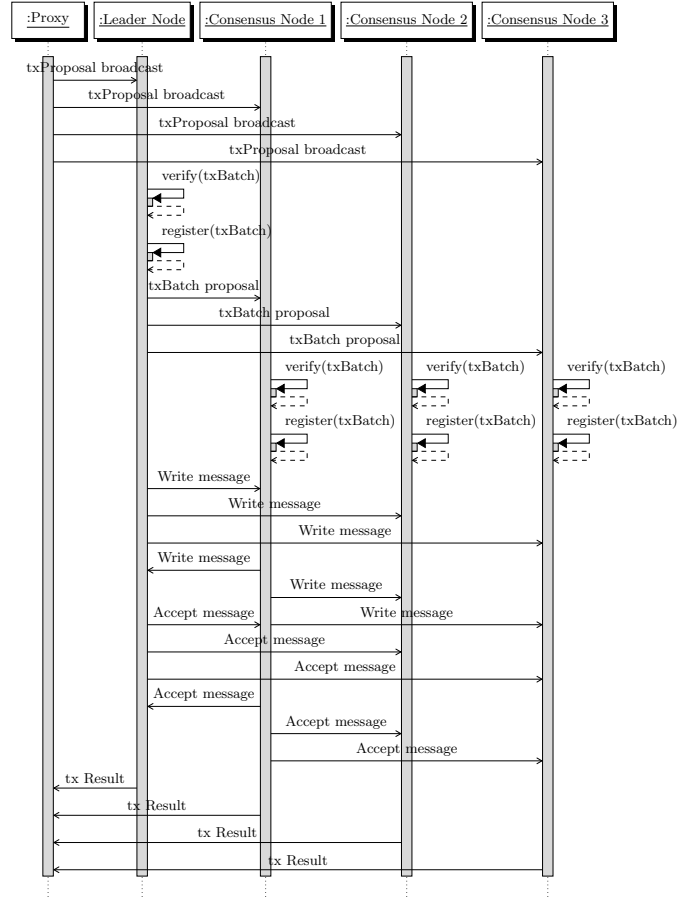 :Proxy
:Leader Node
:Consensus Node 1
:Consensus Node 2
:Consensus Node 3
txProposal broadcast
txProposal broadcast
txProposal broadcast
txProposal broadcast
verify(txBatch)
register(txBatch)
txBatch proposal
txBatch proposal
txBatch proposal
verify(txBatch)
verify(txBatch)
verify(txBatch)
register(txBatch)
register(txBatch)
register(txBatch)
Write message
Write message
Write message
Write message
Write message
Accept message
Write message
Accept message
Accept message
Accept message
Accept message
Accept message
tx Result
tx Result
tx Result
tx Result